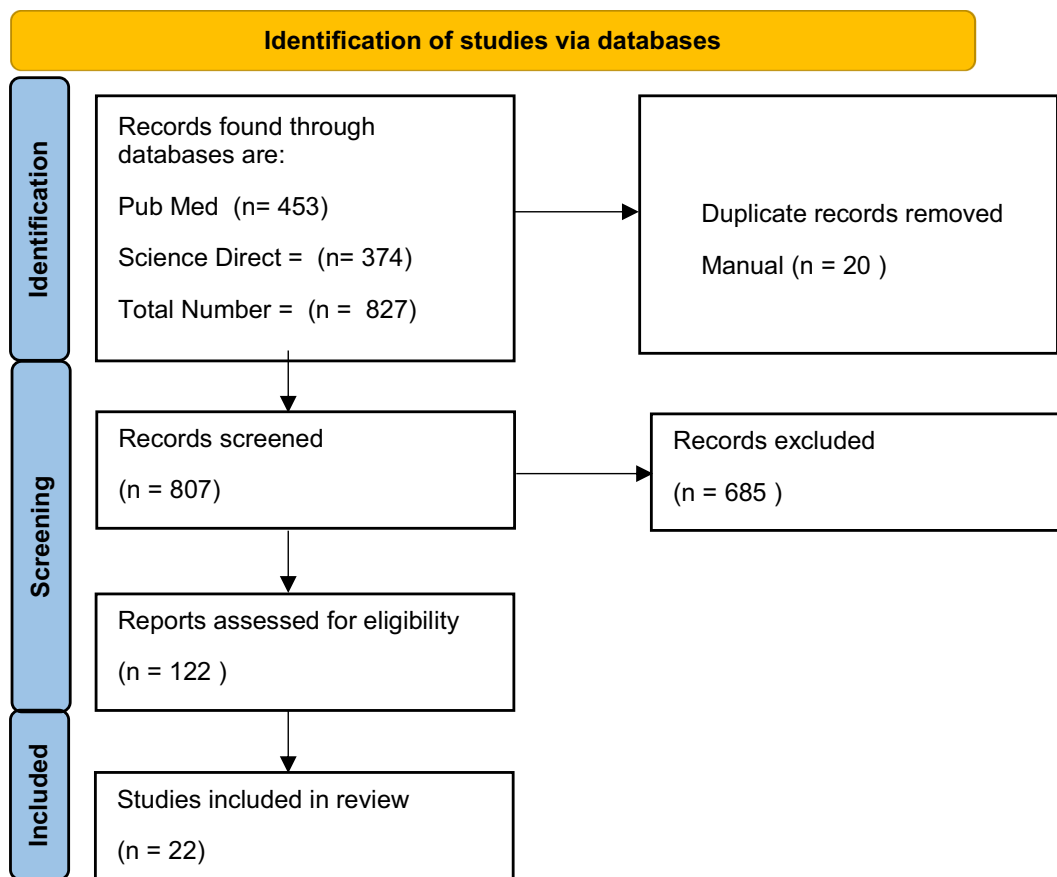 Identification of studies via databases
Identification
Records found through
databases are:
Pub Med  (n= 453)
Science Direct =  (n= 374)
Total Number =  (n =  827)
Duplicate records removed
Manual (n = 20 )
Screening
Records screened
(n = 807)
Records excluded
(n = 685 )
Reports assessed for eligibility
(n = 122 )
Included
Studies included in review
(n = 22)